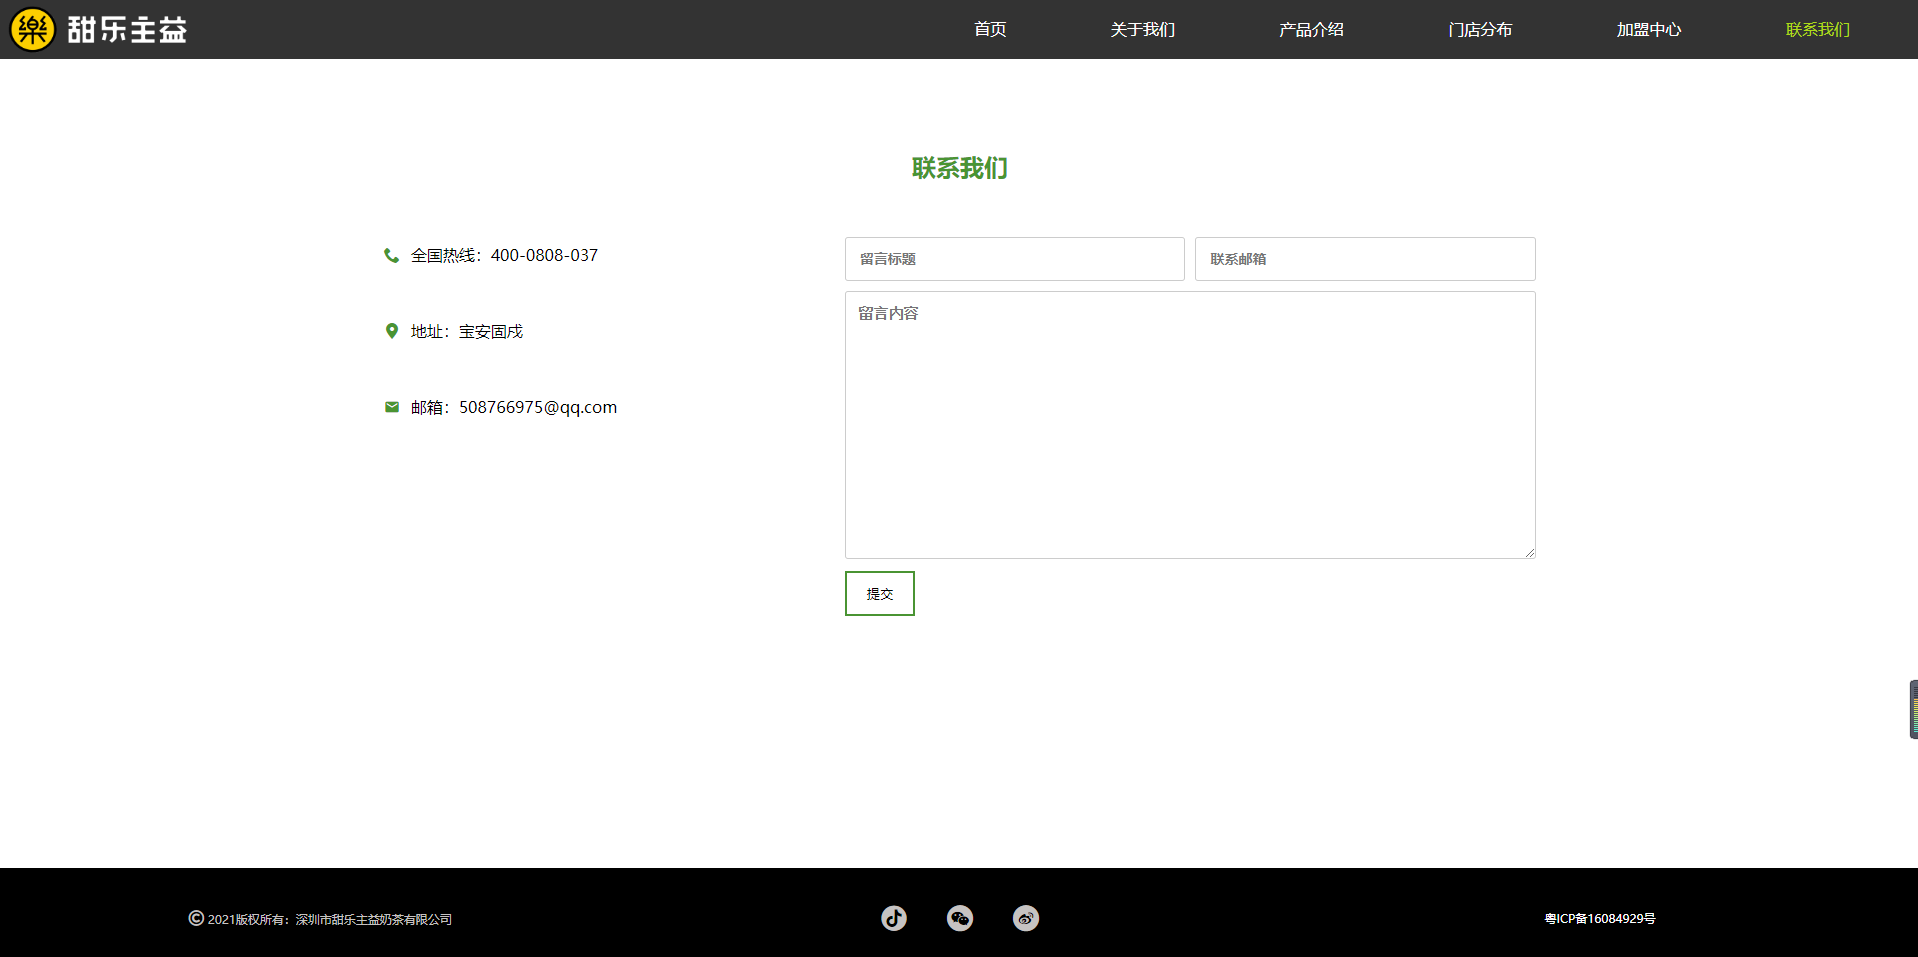 樂 甜乐主益
首页 关于我们 产品介绍 门店分布 加盟中心 联系我们
联系我们
全国热线：400-0808-037
地址：宝安固戍
邮箱：508766975@qq.com
留言标题 联系邮箱
留言内容
提交
©2021版权所有：深圳市甜乐主益奶茶有限公司
粤ICP备16084929号